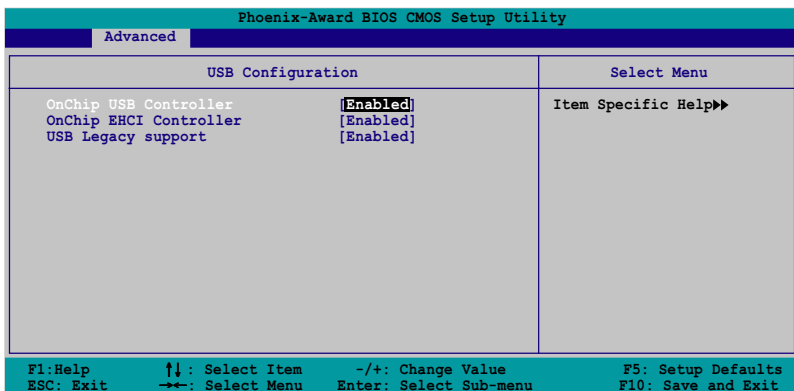 Phoenix-Award BIOS CMOS Setup Utility
Advanced
USB Configuration
Select Menu
OnChip USB Controller [Enabled]
OnChip EHCI Controller [Enabled]
USB Legacy support [Enabled]
Item Specific Help▶▶
F1:Help ↑↓: Select Item -/+: Change Value F5: Setup Defaults
ESC: Exit →←: Select Menu Enter: Select Sub-menu F10: Save and Exit